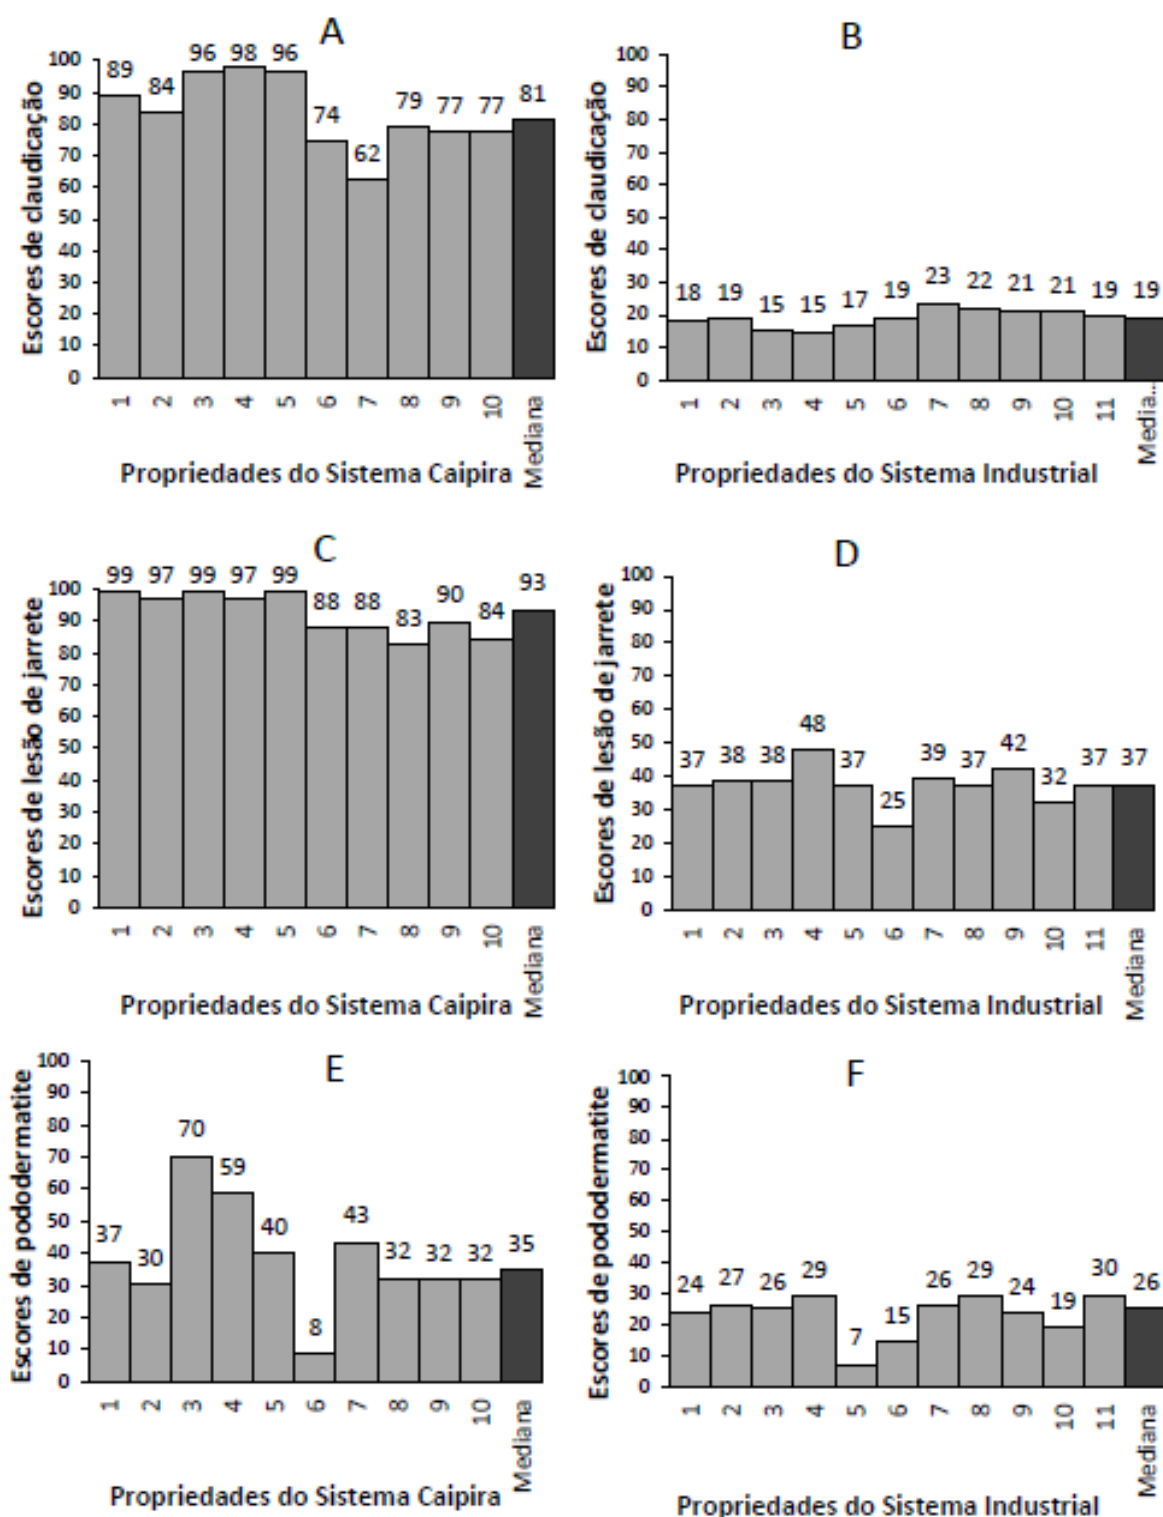 A
Escores de claudicação
100
90
80
70
60
50
40
30
20
10
0
89 84 96 98 96 74 62 79 77 77 81
1 2 3 4 5 6 7 8 9 10 Mediana
Propriedades do Sistema Caipira
B
Escores de claudicação
100
90
80
70
60
50
40
30
20
10
0
18 19 15 15 17 19 23 22 21 21 19 19
1 2 3 4 5 6 7 8 9 10 11 Media...
Propriedades do Sistema Industrial
C
Escores de lesão de jarrete
100
90
80
70
60
50
40
30
20
10
0
99 97 99 97 99 88 88 83 90 84 93
1 2 3 4 5 6 7 8 9 10 Mediana
Propriedades do Sistema Caipira
D
Escores de lesão de jarrete
100
90
80
70
60
50
40
30
20
10
0
37 38 38 48 37 25 39 37 42 32 37 37
1 2 3 4 5 6 7 8 9 10 11 Mediana
Propriedades do Sistema Industrial
E
Escores de pododermatite
100
90
80
70
60
50
40
30
20
10
0
37 30 70 59 40 8 43 32 32 32 35
1 2 3 4 5 6 7 8 9 10 Mediana
Propriedades do Sistema Caipira
F
Escores de pododermatite
100
90
80
70
60
50
40
30
20
10
0
24 27 26 29 7 15 26 29 24 19 30 26
1 2 3 4 5 6 7 8 9 10 11 Mediana
Propriedades do Sistema Industrial